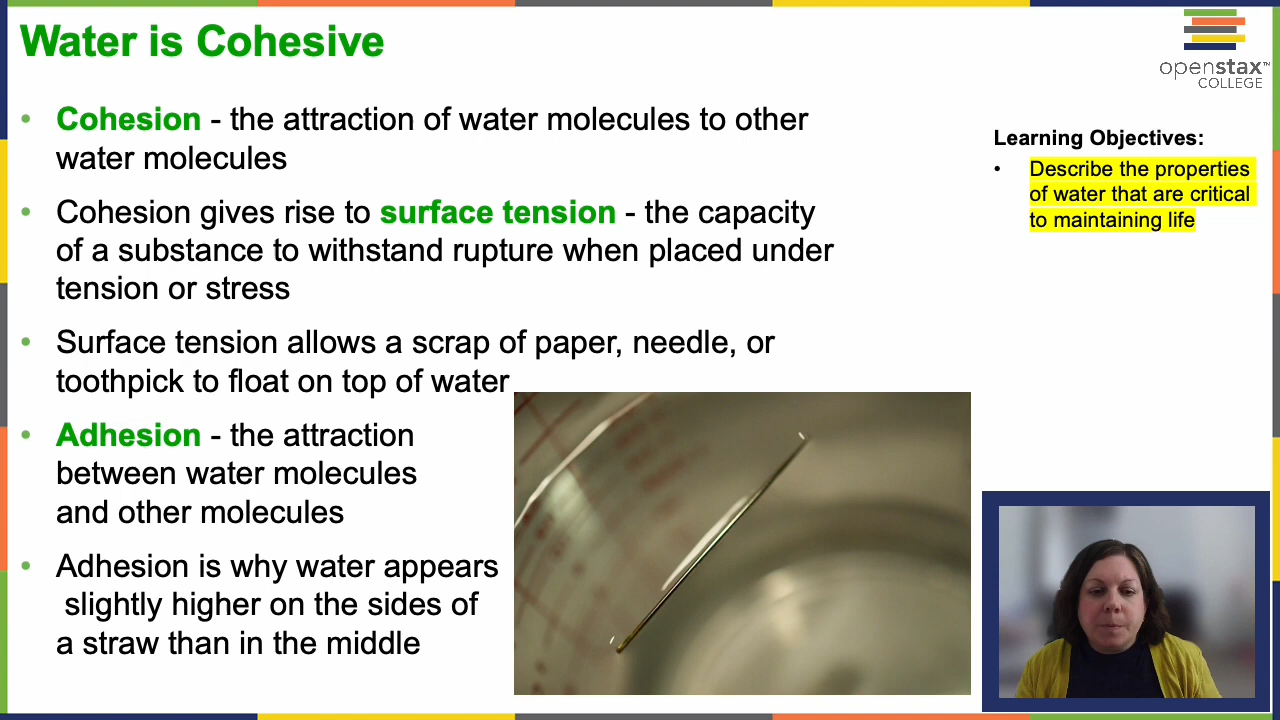 Water is Cohesive
openstax™
COLLEGE
• Cohesion - the attraction of water molecules to other
water molecules
• Cohesion gives rise to surface tension - the capacity
of a substance to withstand rupture when placed under
tension or stress
• Surface tension allows a scrap of paper, needle, or
toothpick to float on top of water
• Adhesion - the attraction
between water molecules
and other molecules
• Adhesion is why water appears
slightly higher on the sides of
a straw than in the middle
Learning Objectives:
• Describe the properties
of water that are critical
to maintaining life